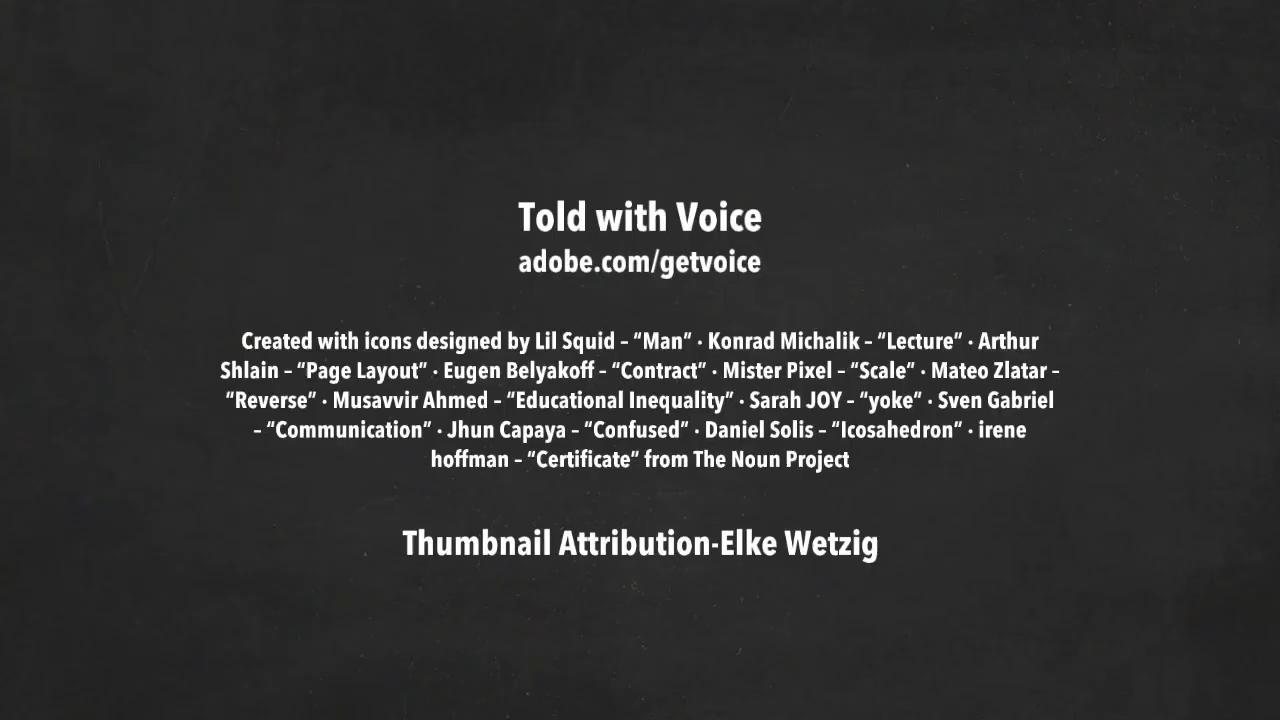 Told with Voice
adobe.com/getvoice
Created with icons designed by Lil Squid – “Man” · Konrad Michalik – “Lecture” · Arthur
Shlain – “Page Layout” · Eugen Belyakoff – “Contract” · Mister Pixel – “Scale” · Mateo Zlatar –
“Reverse” · Musavvir Ahmed – “Educational Inequality” · Sarah JOY – “yoke” · Sven Gabriel
– “Communication” · Jhun Capaya – “Confused” · Daniel Solis – “Icosahedron” · irene
hoffman – “Certificate” from The Noun Project
Thumbnail Attribution-Elke Wetzig